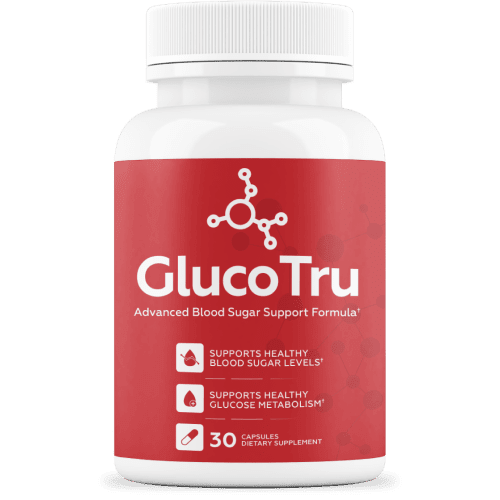 GlucoTru
Advanced Blood Sugar Support Formula†
SUPPORTS HEALTHY
BLOOD SUGAR LEVELS†
SUPPORTS HEALTHY
GLUCOSE METABOLISM†
30 CAPSULES
DIETARY SUPPLEMENT